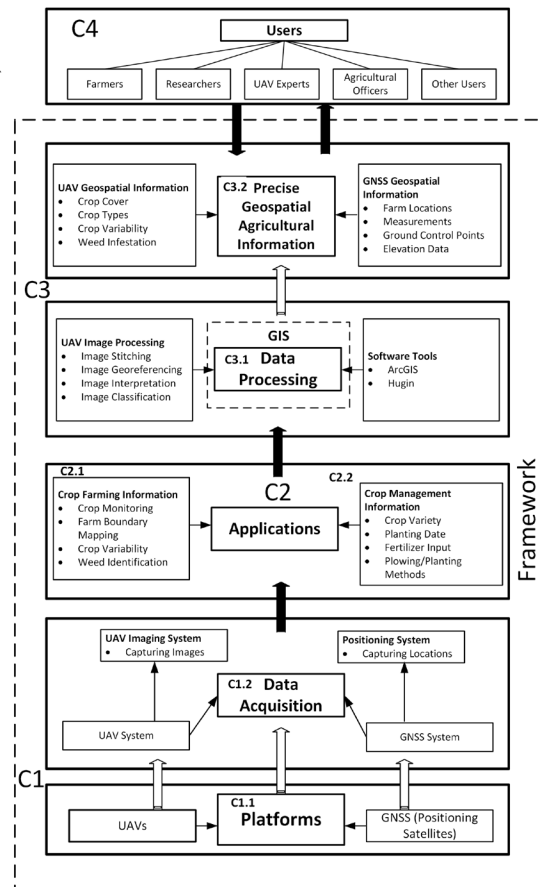 C4
Users
Farmers
Researchers
UAV Experts
Agricultural
Officers
Other Users
UAV Geospatial Information
• Crop Cover
• Crop Types
• Crop Variability
• Weed Infestation
C3.2 Precise
Geospatial
Agricultural
Information
GNSS Geospatial
Information
• Farm Locations
• Measurements
• Ground Control Points
• Elevation Data
C3
UAV Image Processing
• Image Stitching
• Image Georeferencing
• Image Interpretation
• Image Classification
GIS
C3.1 Data
Processing
Software Tools
• ArcGIS
• Hugin
C2.1
Crop Farming Information
• Crop Monitoring
• Farm Boundary
Mapping
• Crop Variability
• Weed Identification
C2
Applications
C2.2
Crop Management
Information
• Crop Variety
• Planting Date
• Fertilizer Input
• Plowing/Planting
Methods
Framework
UAV Imaging System
• Capturing Images
Positioning System
• Capturing Locations
C1.2 Data
Acquisition
UAV System
GNSS System
C1
UAVs
C1.1
Platforms
GNSS (Positioning
Satellites)